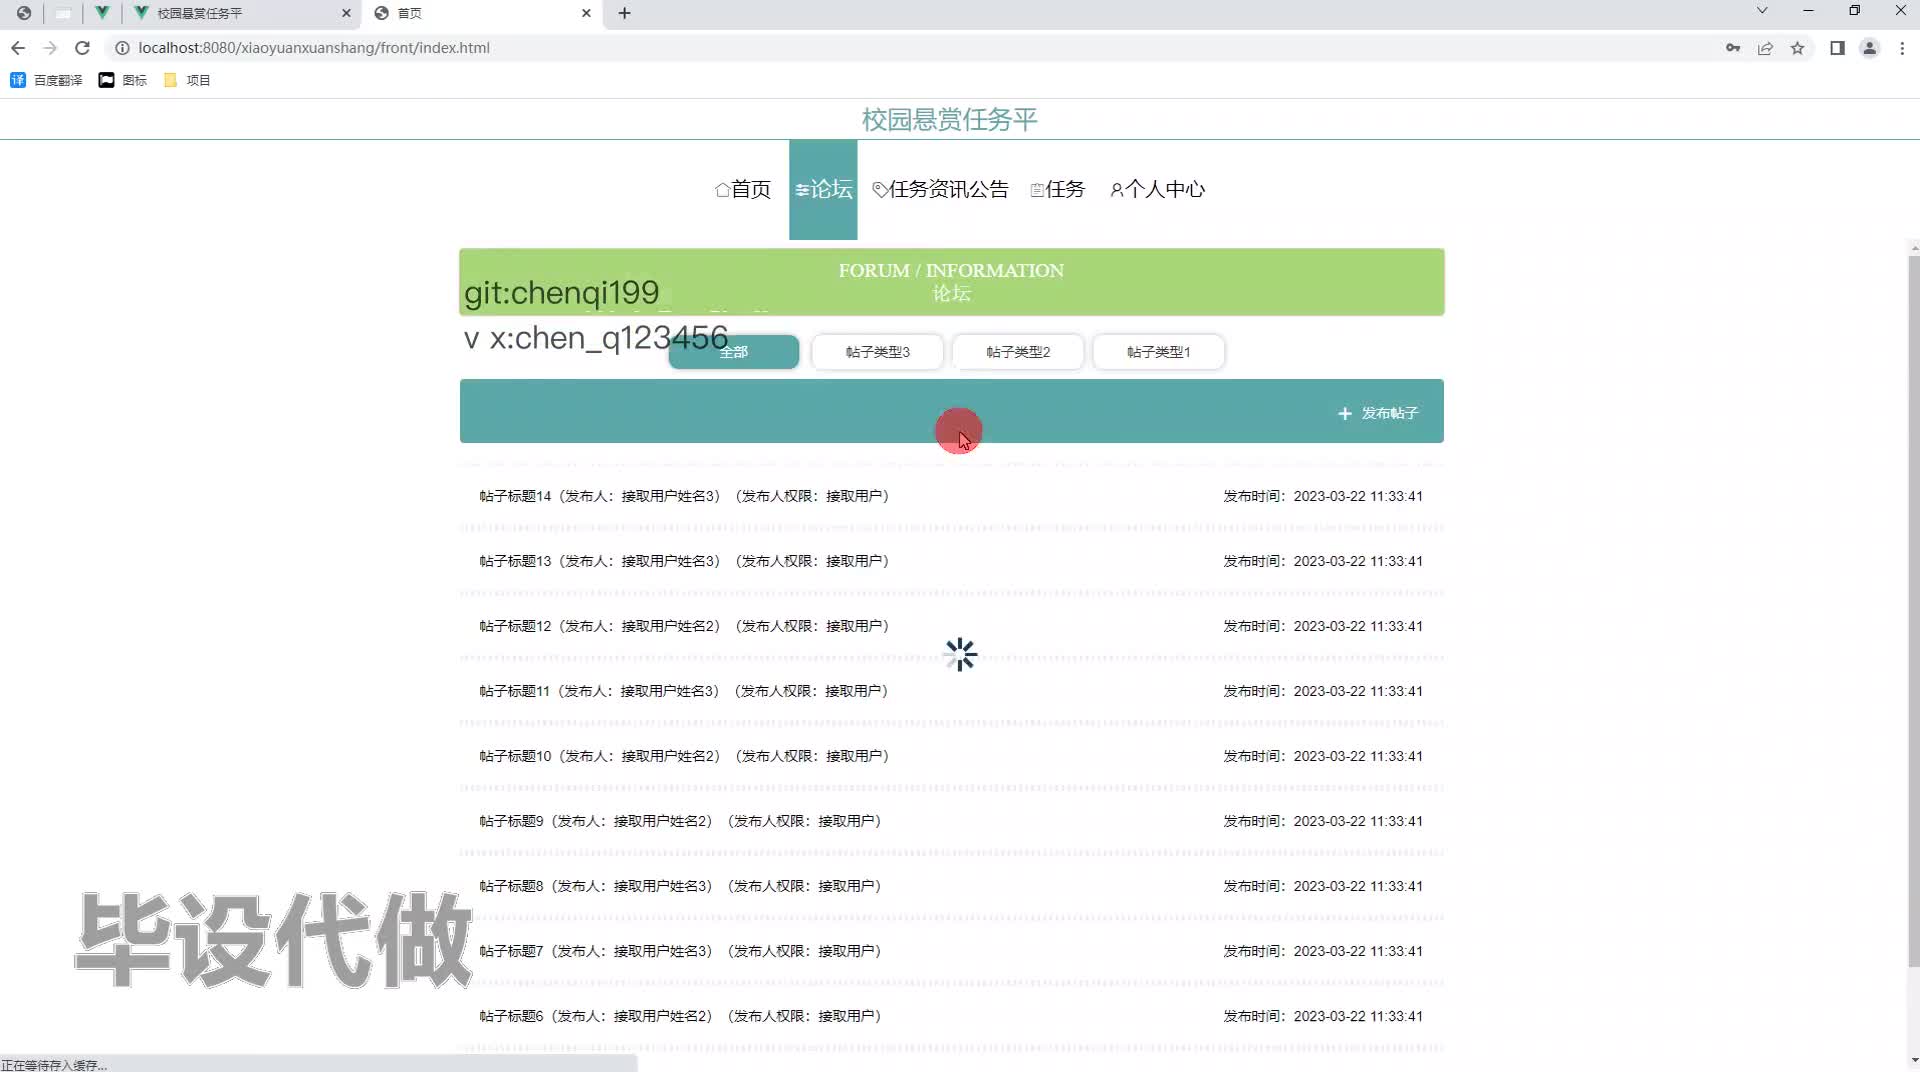 校园悬赏任务平
首页
localhost:8080/xiaoyuanxuanshang/front/index.html
百度翻译 图标 项目
校园悬赏任务平
首页 论坛 任务资讯公告 任务 个人中心
FORUM / INFORMATION
论坛
git:chenqi199
v x:chen_q123456
全部 帖子类型3 帖子类型2 帖子类型1
+ 发布帖子
帖子标题14（发布人：接取用户姓名3）（发布人权限：接取用户） 发布时间：2023-03-22 11:33:41
帖子标题13（发布人：接取用户姓名3）（发布人权限：接取用户） 发布时间：2023-03-22 11:33:41
帖子标题12（发布人：接取用户姓名2）（发布人权限：接取用户） 发布时间：2023-03-22 11:33:41
帖子标题11（发布人：接取用户姓名3）（发布人权限：接取用户） 发布时间：2023-03-22 11:33:41
帖子标题10（发布人：接取用户姓名2）（发布人权限：接取用户） 发布时间：2023-03-22 11:33:41
帖子标题9（发布人：接取用户姓名2）（发布人权限：接取用户） 发布时间：2023-03-22 11:33:41
帖子标题8（发布人：接取用户姓名3）（发布人权限：接取用户） 发布时间：2023-03-22 11:33:41
帖子标题7（发布人：接取用户姓名3）（发布人权限：接取用户） 发布时间：2023-03-22 11:33:41
帖子标题6（发布人：接取用户姓名2）（发布人权限：接取用户） 发布时间：2023-03-22 11:33:41
毕设代做
正在等待存入缓存...